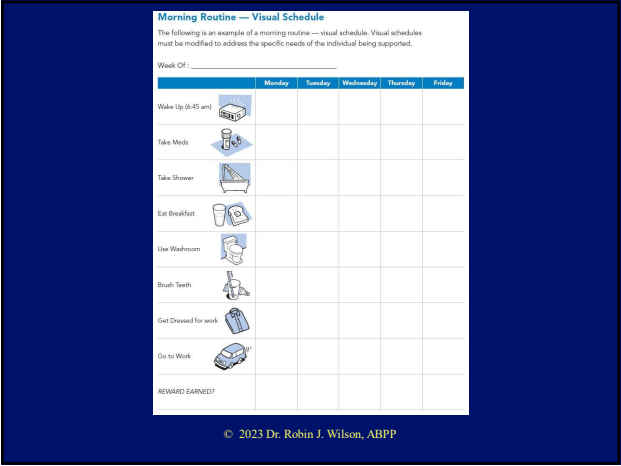 Morning Routine — Visual Schedule
The following is an example of a morning routine — visual schedule. Visual schedules
must be modified to address the specific needs of the individual being supported.
Week Of : ____________________
Monday Tuesday Wednesday Thursday Friday
Wake Up (6:45 am)
Take Meds
Take Shower
Eat Breakfast
Use Washroom
Brush Teeth
Get Dressed for work
Go to Work
REWARD EARNED?
© 2023 Dr. Robin J. Wilson, ABPP